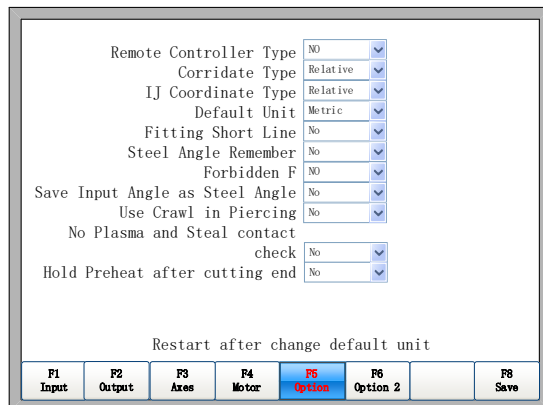 Remote Controller Type NO
Corridate Type Relative
IJ Coordinate Type Relative
Default Unit Metric
Fitting Short Line No
Steel Angle Remember No
Forbidden F NO
Save Input Angle as Steel Angle No
Use Crawl in Piercing No
No Plasma and Steal contact
check No
Hold Preheat after cutting end No
Restart after change default unit
F1 F2 F3 F4 F5 F6 F8
Input Output Axes Motor Option Option 2 Save